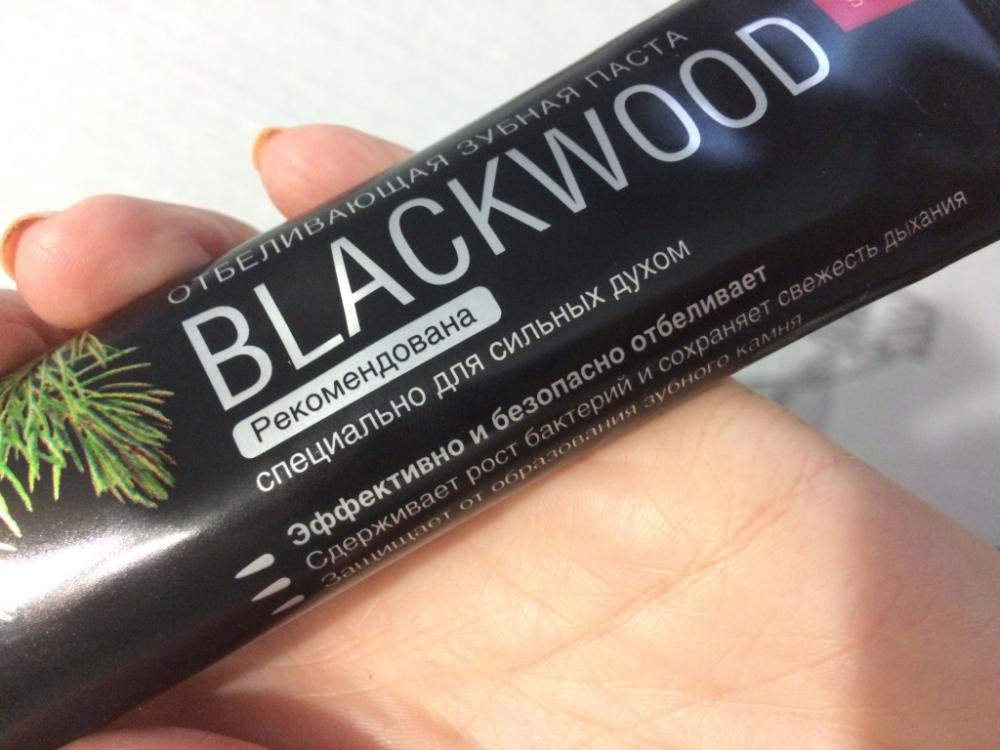 ОТБЕЛИВАЮЩАЯ ЗУБНАЯ ПАСТА
BLACKWOOD
Рекомендована
специально для сильных духом
Эффективно и безопасно отбеливает
Сдерживает рост бактерий и сохраняет свежесть дыхания
Защищает от образования зубного камня